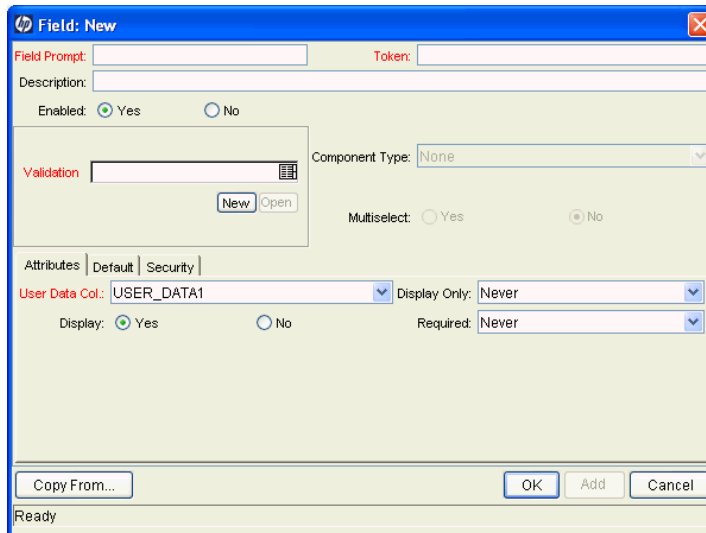 hp Field: New
Field Prompt: Token:
Description:
Enabled: Yes No
Validation
Component Type: None
New Open
Multiselect: Yes No
Attributes Default Security
User Data Col.: USER_DATA1 Display Only: Never
Display: Yes No Required: Never
Copy From... OK Add Cancel
Ready